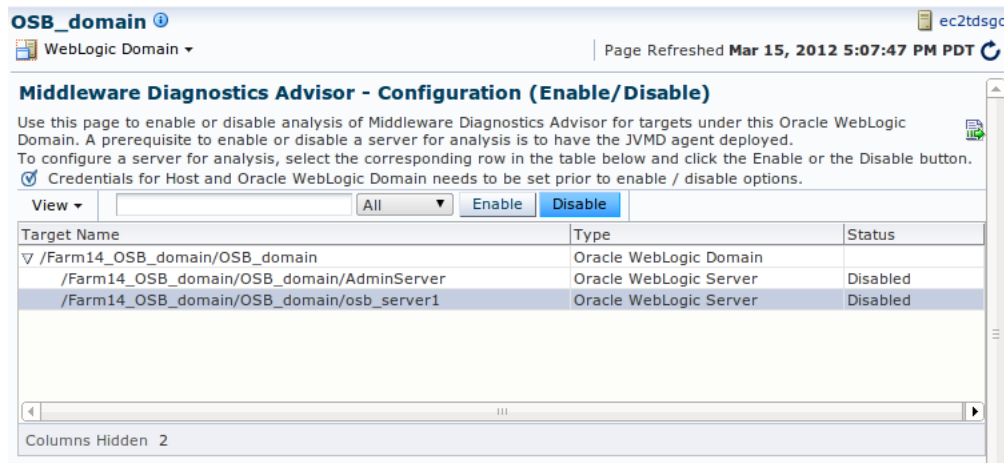 OSB_domain
ec2tdsgc
WebLogic Domain
Page Refreshed Mar 15, 2012 5:07:47 PM PDT
Middleware Diagnostics Advisor - Configuration (Enable/Disable)
Use this page to enable or disable analysis of Middleware Diagnostics Advisor for targets under this Oracle WebLogic
Domain. A prerequisite to enable or disable a server for analysis is to have the JVMD agent deployed.
To configure a server for analysis, select the corresponding row in the table below and click the Enable or the Disable button.
Credentials for Host and Oracle WebLogic Domain needs to be set prior to enable / disable options.
View All Enable Disable
Target Name Type Status
/Farm14_OSB_domain/OSB_domain Oracle WebLogic Domain
/Farm14_OSB_domain/OSB_domain/AdminServer Oracle WebLogic Server Disabled
/Farm14_OSB_domain/OSB_domain/osb_server1 Oracle WebLogic Server Disabled
Columns Hidden 2